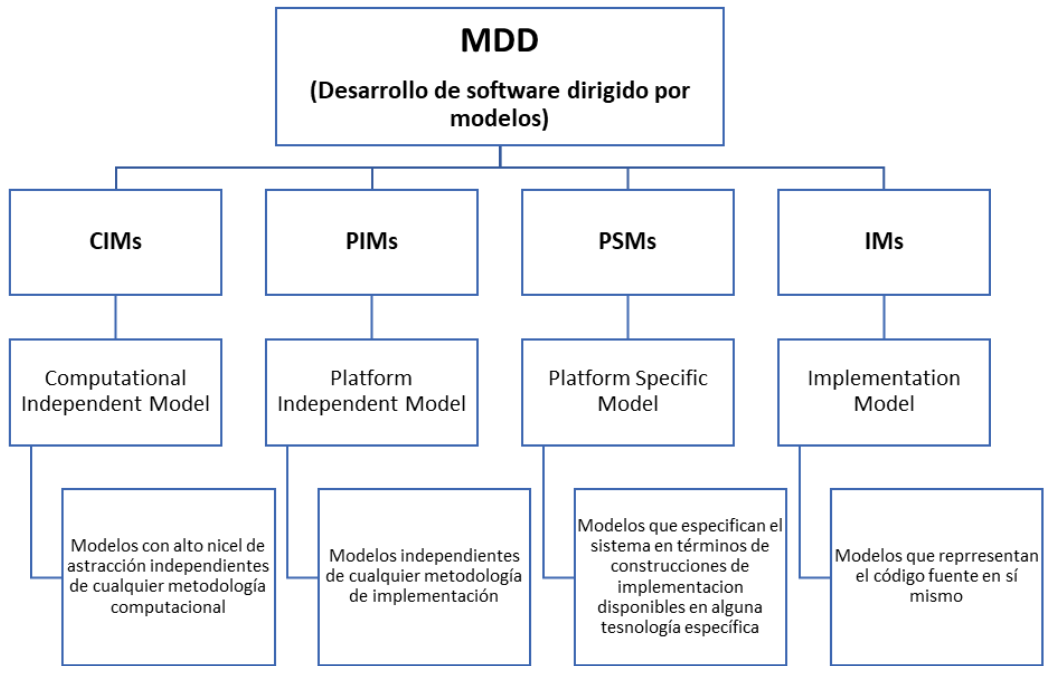 MDD
(Desarrollo de software dirigido por
modelos)
CIMs
PIMs
PSMs
IMs
Computational
Independent Model
Platform
Independent Model
Platform Specific
Model
Implementation
Model
Modelos con alto nicel de
astracción independientes
de cualquier metodología
computacional
Modelos independientes
de cualquier metodología
de implementación
Modelos que especifican el
sistema en términos de
construcciones de
implementacion
disponibles en alguna
tesnología específica
Modelos que reprresentan
el código fuente en sí
mismo